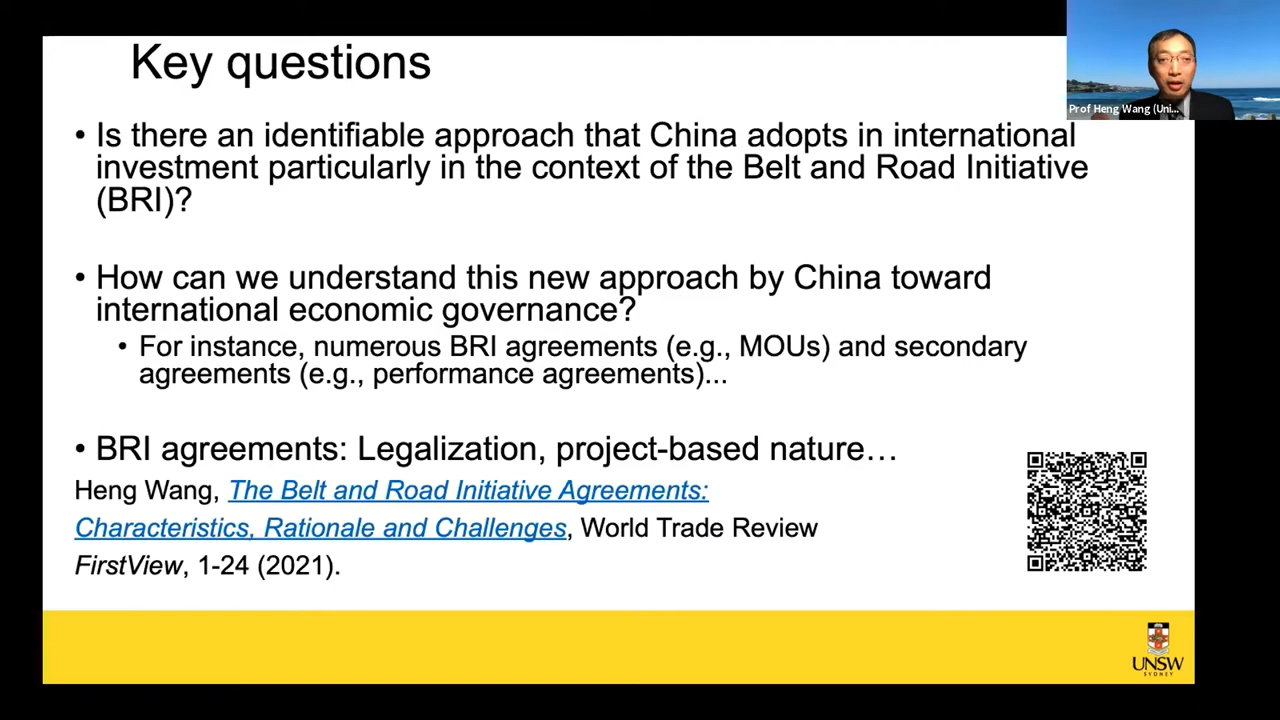 Key questions
Prof Heng Wang (Uni...
• Is there an identifiable approach that China adopts in international
investment particularly in the context of the Belt and Road Initiative
(BRI)?
• How can we understand this new approach by China toward
international economic governance?
• For instance, numerous BRI agreements (e.g., MOUs) and secondary
agreements (e.g., performance agreements)...
• BRI agreements: Legalization, project-based nature…
Heng Wang, The Belt and Road Initiative Agreements:
Characteristics, Rationale and Challenges, World Trade Review
FirstView, 1-24 (2021).
UNSW
SYDNEY